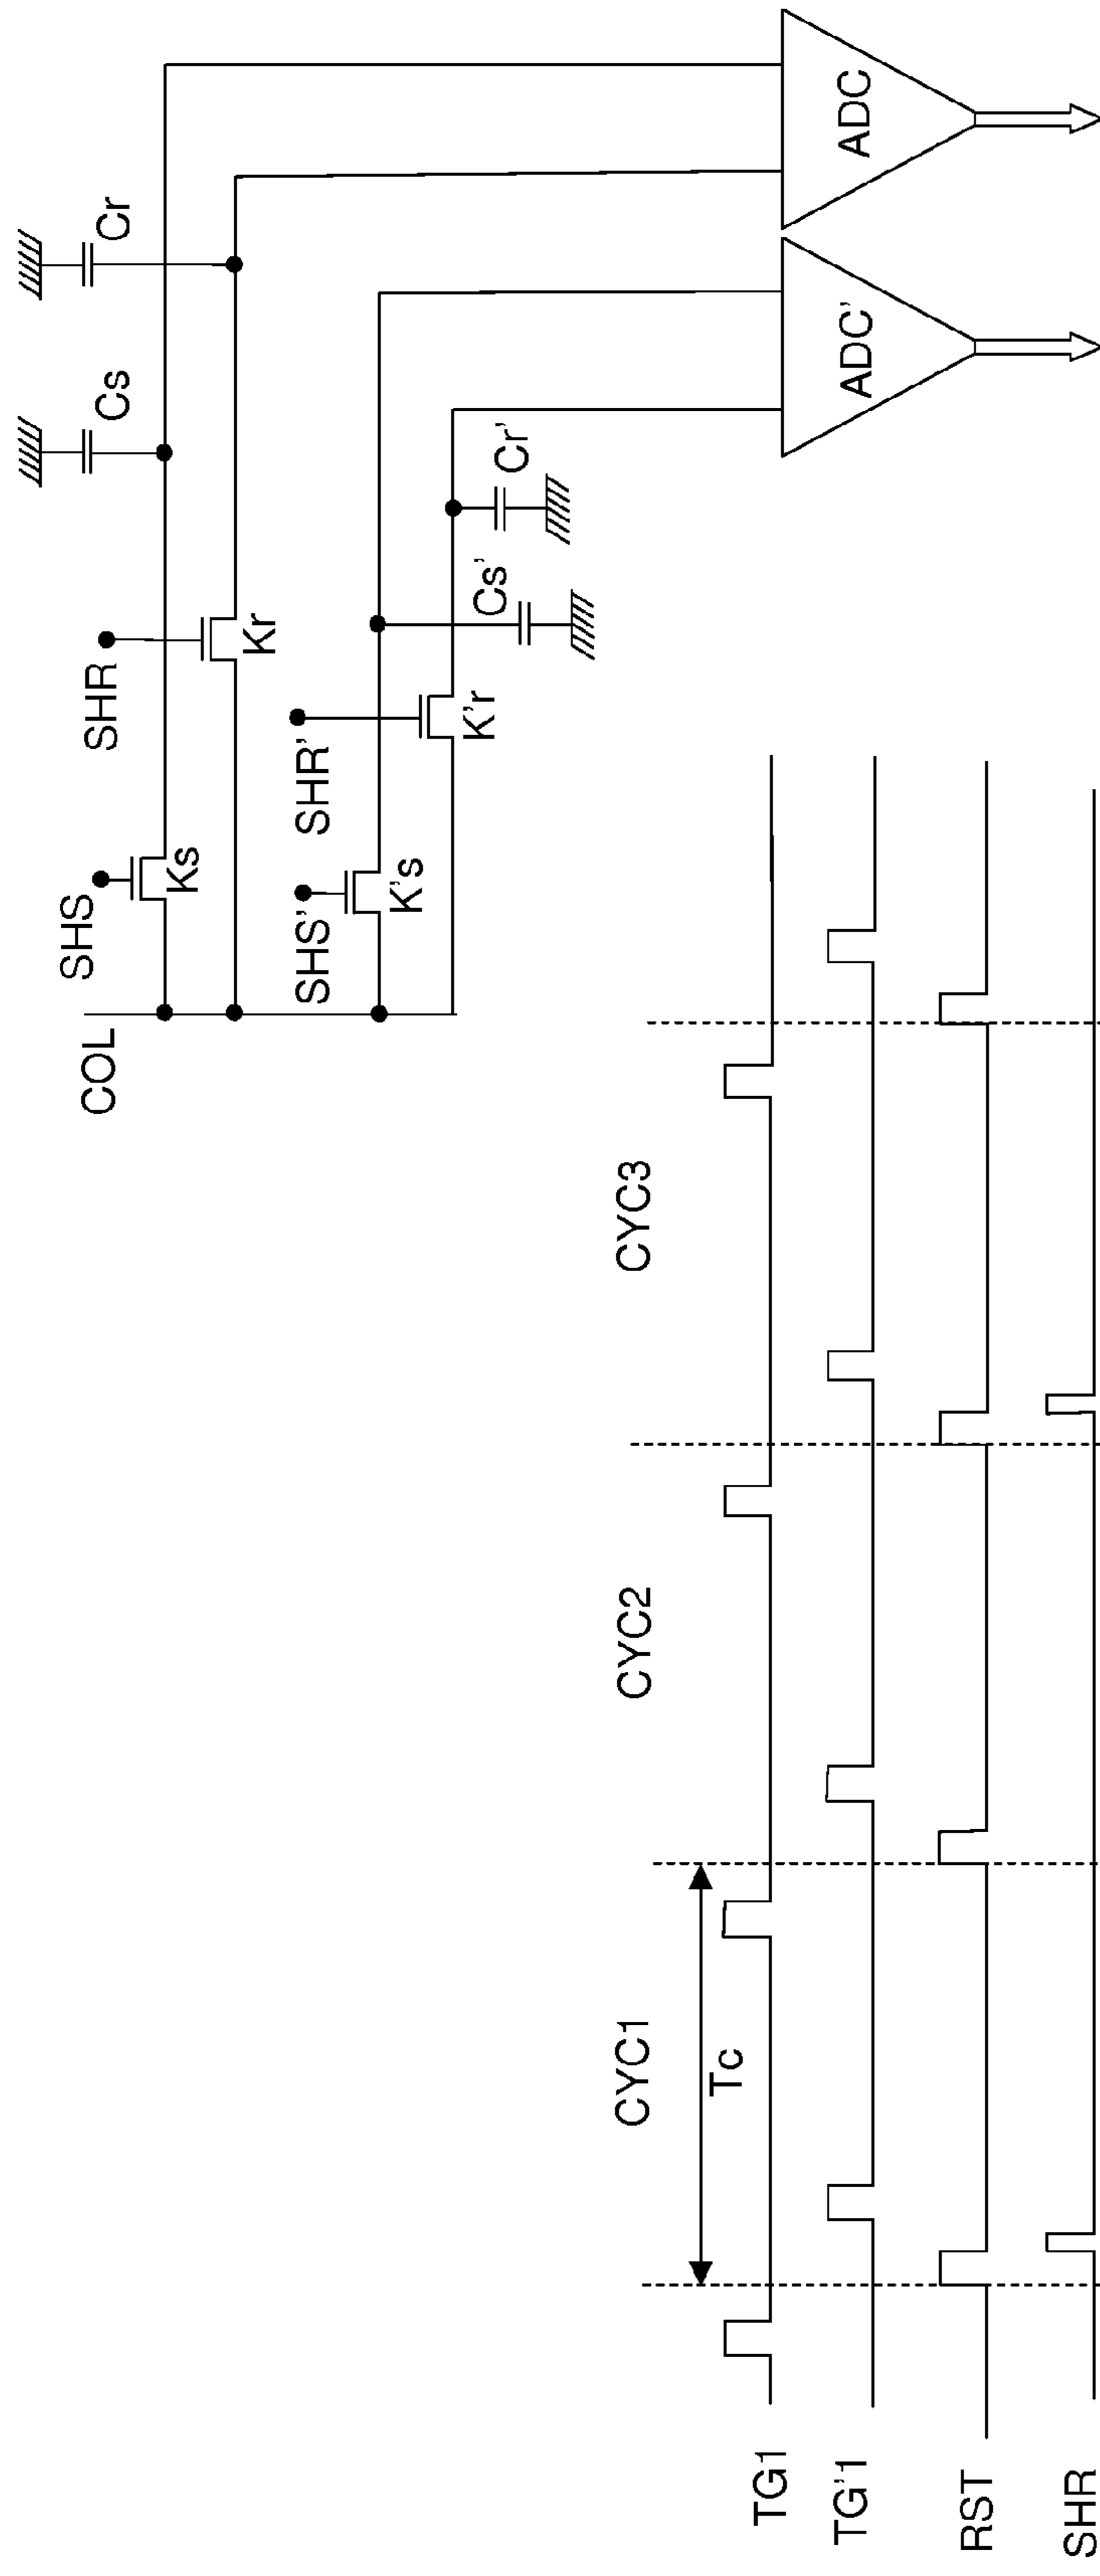 COL
SHS
Ks
SHR
Kr
Cs
Cr
SHS'
K's
SHR'
K'r
Cs'
Cr'
ADC'
ADC
CYC1
CYC2
CYC3
Tc
TG1
TG'1
RST
SHR